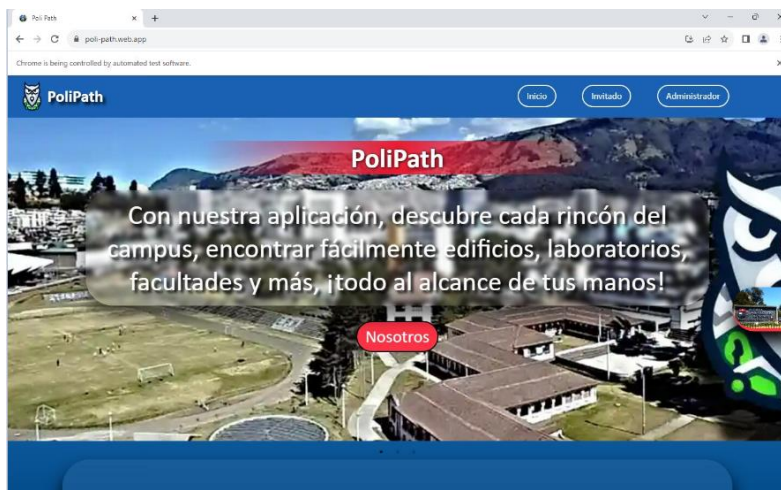 Poli Path
poli-path.web.app
Chrome is being controlled by automated test software.
PoliPath
Inicio
Invitado
Administrador
PoliPath
Con nuestra aplicación, descubre cada rincón del
campus, encontrar fácilmente edificios, laboratorios,
facultades y más, ¡todo al alcance de tus manos!
Nosotros